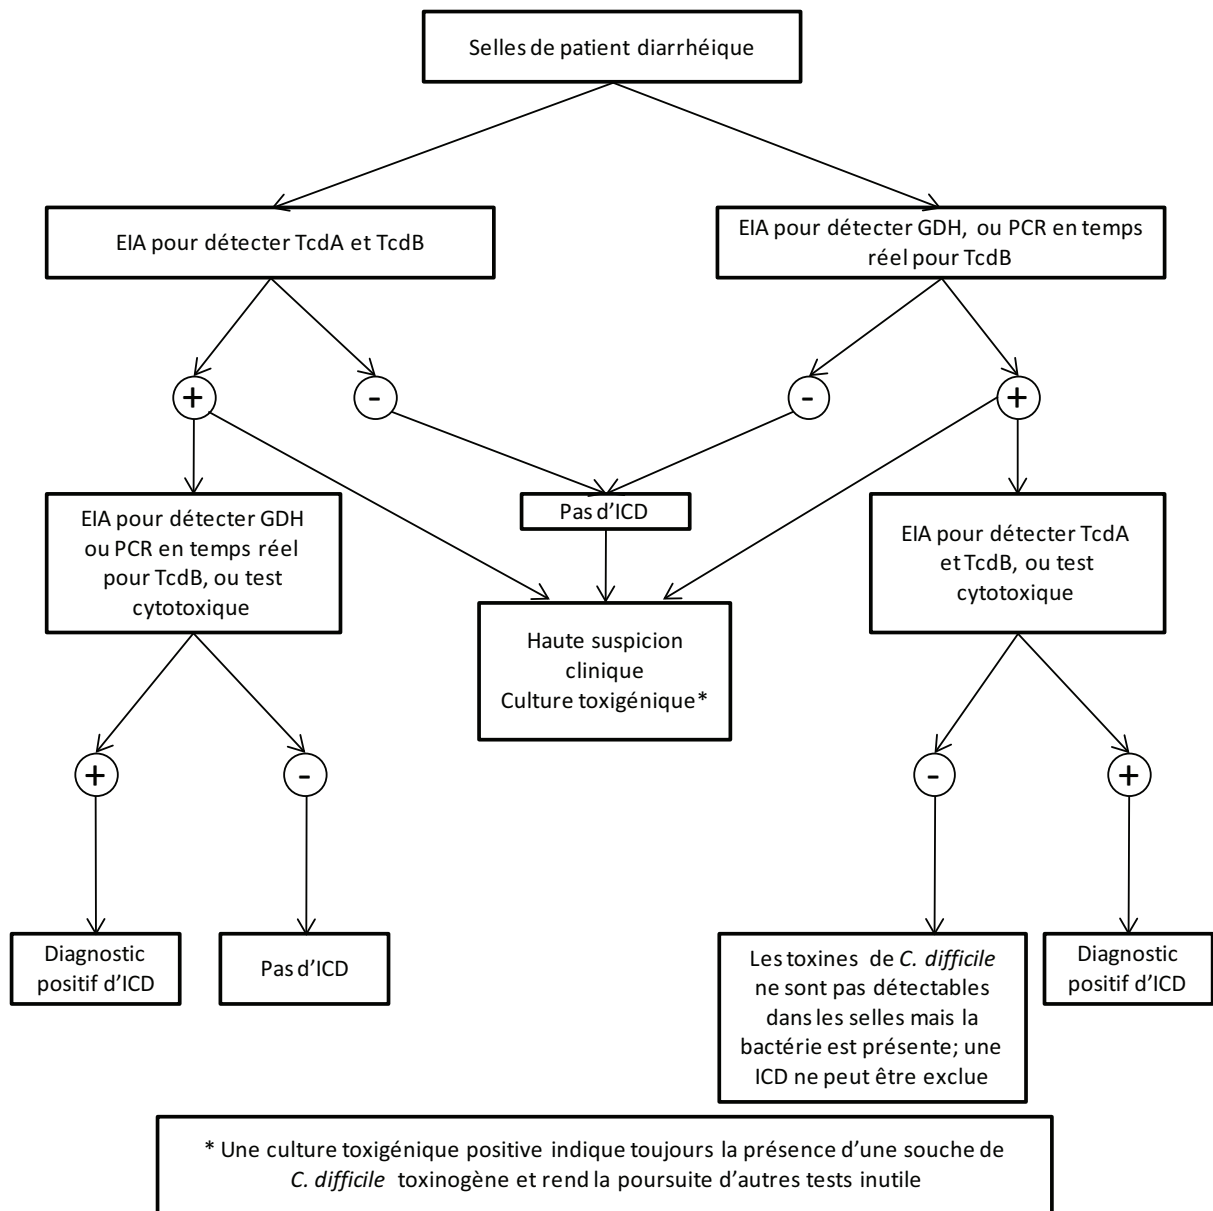 Selles de patient diarrhéique
EIA pour détecter TcdA et TcdB
EIA pour détecter GDH, ou PCR en temps
réel pour TcdB
+
-
-
+
EIA pour détecter GDH
ou PCR en temps réel
pour TcdB, ou test
cytotoxique
Pas d’ICD
EIA pour détecter TcdA
et TcdB, ou test
cytotoxique
Haute suspicion
clinique
Culture toxigénique*
+
-
-
+
Diagnostic
positif d’ICD
Pas d’ICD
Les toxines de C. difficile
ne sont pas détectables
dans les selles mais la
bactérie est présente; une
ICD ne peut être exclue
Diagnostic
positif d’ICD
* Une culture toxigénique positive indique toujours la présence d’une souche de
C. difficile toxinogène et rend la poursuite d’autres tests inutile